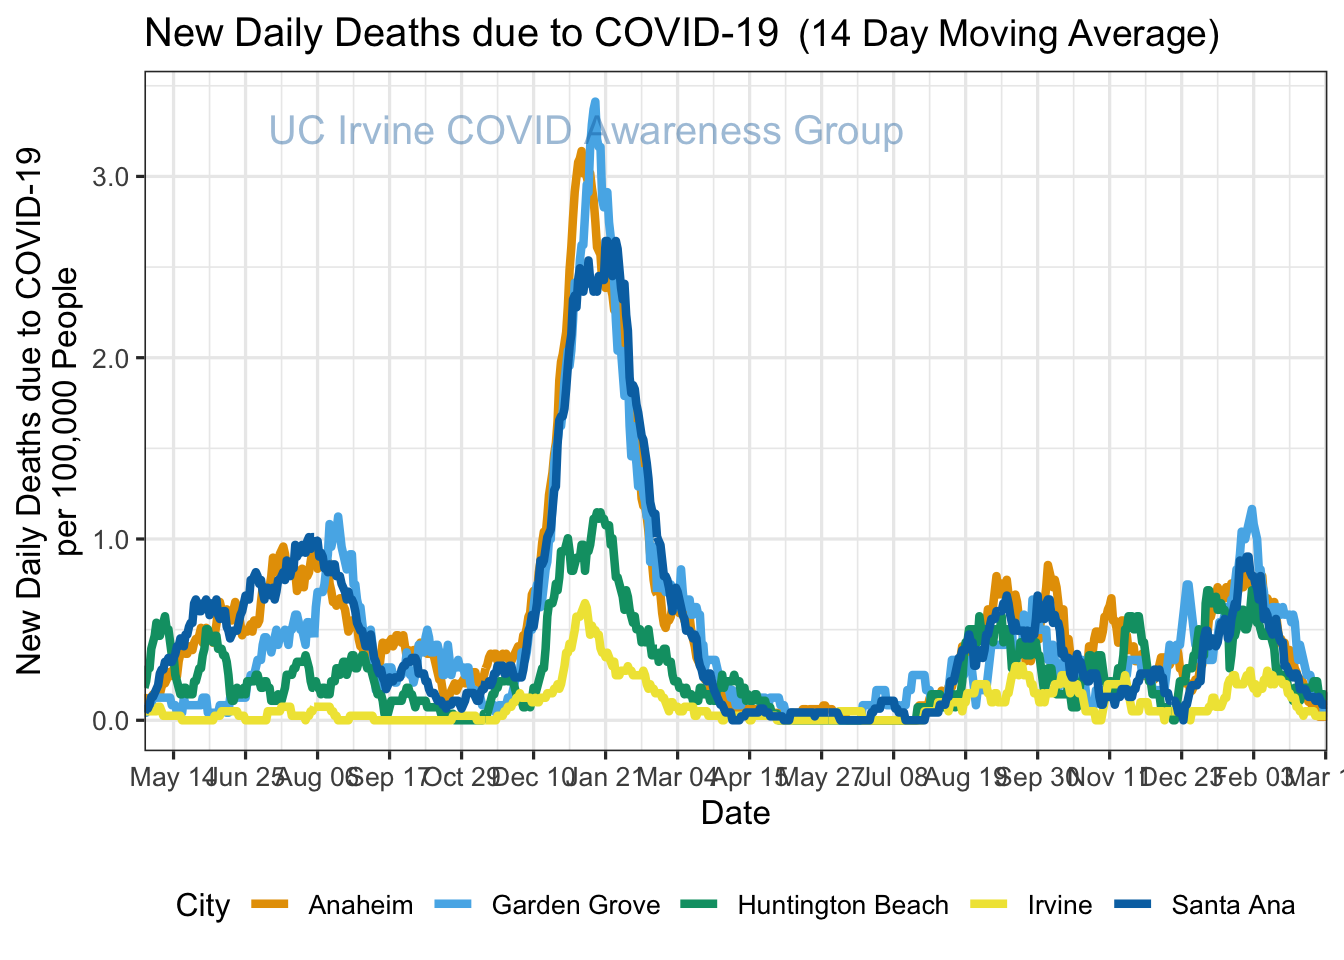 New Daily Deaths due to COVID-19 (14 Day Moving Average)
UC Irvine COVID Awareness Group
New Daily Deaths due to COVID-19
per 100,000 People
3.0
2.0
1.0
0.0
May 14 Jun 25 Aug 06 Sep 17 Oct 29 Dec 10 Jan 21 Mar 04 Apr 15 May 27 Jul 08 Aug 19 Sep 30 Nov 11 Dec 23 Feb 03 Mar 1
Date
City Anaheim Garden Grove Huntington Beach Irvine Santa Ana